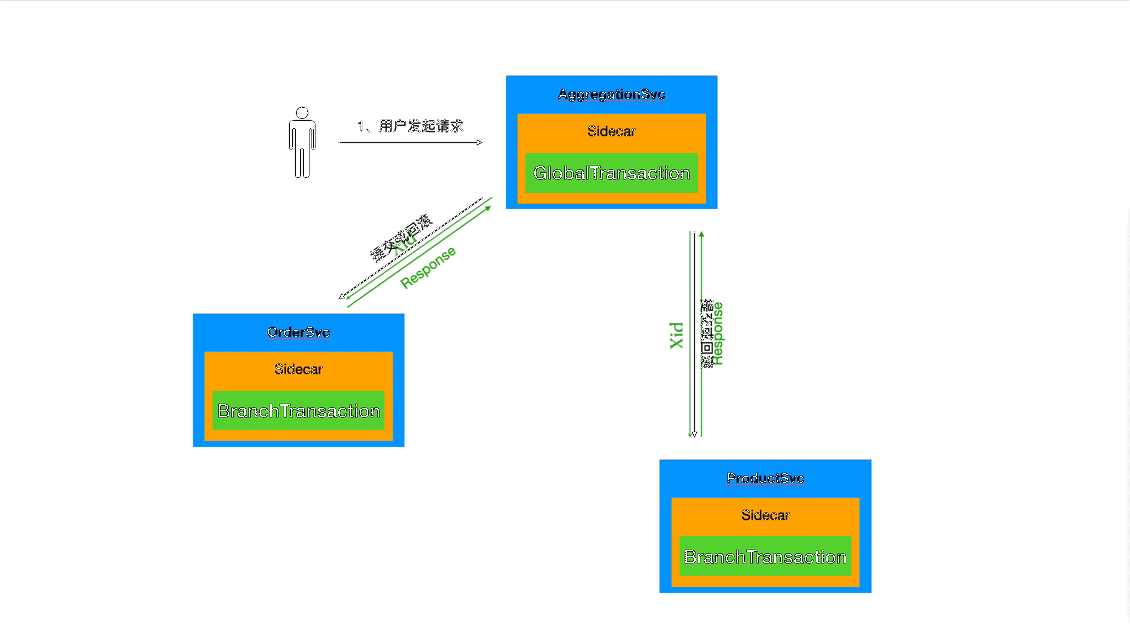 AggregationSvc
Sidecar
GlobalTransaction
1、用户发起请求
提交或回滚
Xid
Response
OrderSvc
Sidecar
BranchTransaction
Xid
提交或回滚
Response
ProductSvc
Sidecar
BranchTransaction